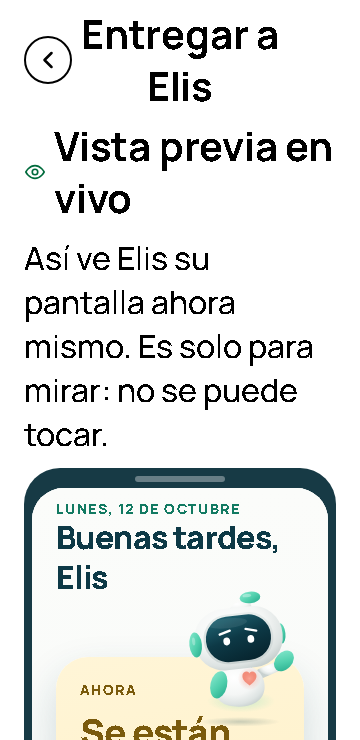 Entregar a
Elis
Vista previa en
vivo
Así ve Elis su
pantalla ahora
mismo. Es solo para
mirar: no se puede
tocar.
LUNES, 12 DE OCTUBRE
Buenas tardes,
Elis
AHORA
Se están